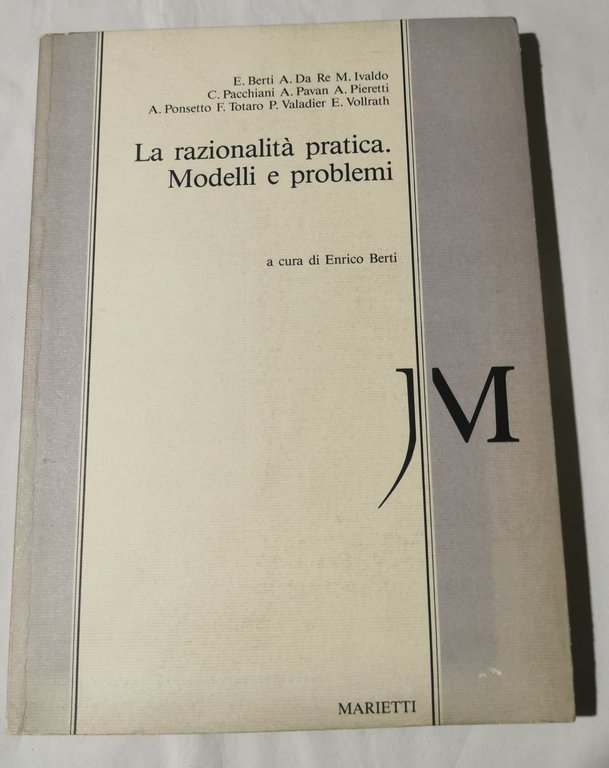 E. Berti A. Da Re M. Ivaldo
C. Pacchiani A. Pavan A. Pieretti
A. Ponsetto F. Totaro P. Valadier E. Vollrath
La razionalità pratica.
Modelli e problemi
a cura di Enrico Berti
JM
MARIETTI